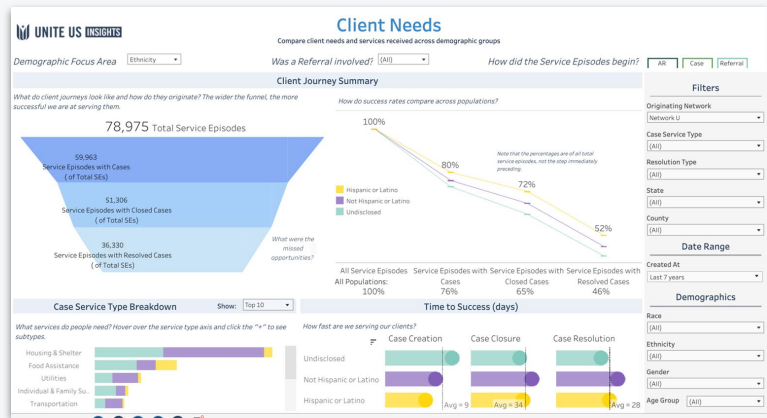 UNITE US INSIGHTS
Client Needs
Compare client needs and services received across demographic groups
Demographic Focus Area
Ethnicity
Was a Referral involved?
(All)
How did the Service Episodes begin?
AR
Case
Referral
Client Journey Summary
What do client journeys look like and how do they originate? The wider the funnel, the more
successful we are at serving them.
78,975 Total Service Episodes
59,963
Service Episodes with Cases
( of Total SEs)
51,306
Service Episodes with Closed Cases
( of Total SEs)
36,330
Service Episodes with Resolved Cases
( of Total SEs)
What were the
missed
opportunities?
How do success rates compare across populations?
100%
80%
72%
52%
Note that the percentages are of all total
service episodes, not the step immediately
preceding
Hispanic or Latino
Not Hispanic or Latino
Undisclosed
All Service Episodes
Service Episodes with
Cases
Service Episodes with
Closed Cases
Service Episodes with
Resolved Cases
All Populations:
100%
76%
65%
46%
Case Service Type Breakdown
Show:
Top 10
What services do people need? Hover over the service type axis and click the "+" to see
subtypes.
Housing & Shelter
Food Assistance
Utilities
Individual & Family Su..
Transportation
Time to Success (days)
How fast are we serving our clients?
Case Creation
Case Closure
Case Resolution
Undisclosed
Not Hispanic or Latino
Hispanic or Latino
Avg = 9
Avg = 34
Avg = 28
Filters
Originating Network
Network U
Case Service Type
(All)
Resolution Type
(All)
State
(All)
County
(All)
Date Range
Created At
Last 7 years
Demographics
Race
(All)
Ethnicity
(All)
Gender
(All)
Age Group
(All)